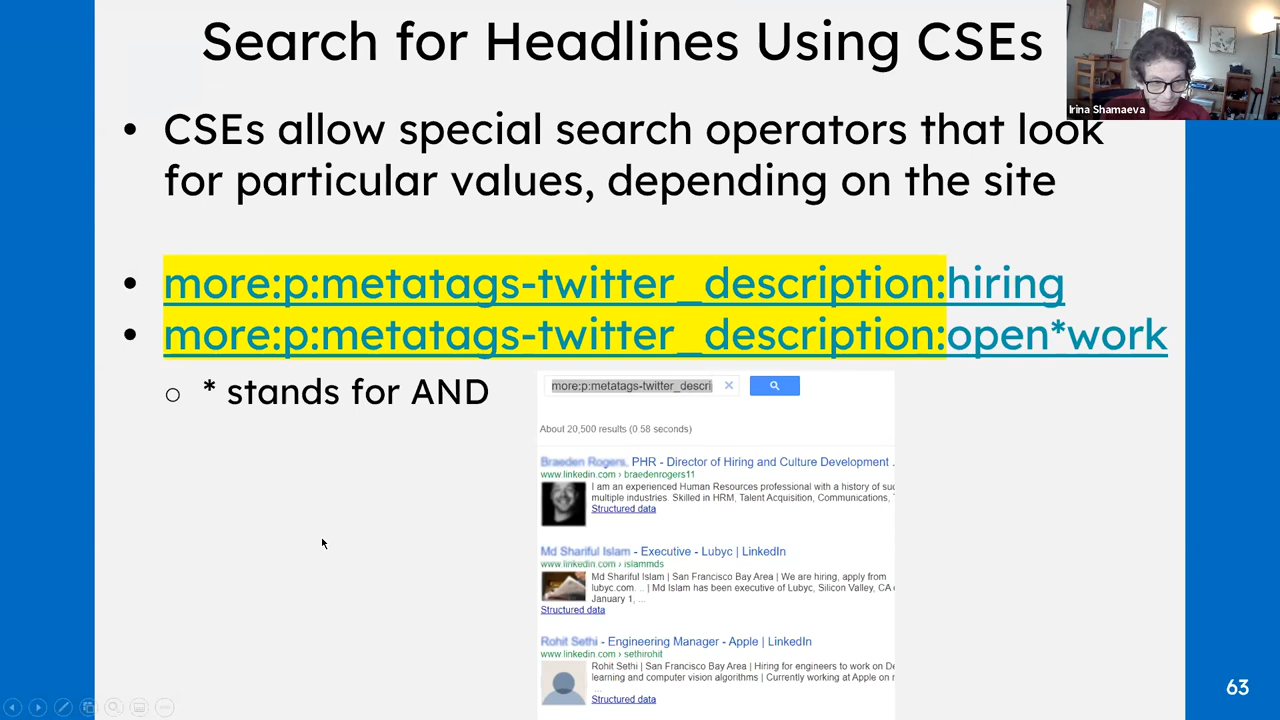 Search for Headlines Using CSEs
Irina Shamaeva
• CSEs allow special search operators that look
for particular values, depending on the site
• more:p:metatags-twitter_description:hiring
• more:p:metatags-twitter_description:open*work
○ * stands for AND
more:p:metatags-twitter_descri
About 20,500 results (0.58 seconds)
Braeden Rogers, PHR - Director of Hiring and Culture Development .
www.linkedin.com › braedenrogers11
I am an experienced Human Resources professional with a history of suc
multiple industries. Skilled in HRM, Talent Acquisition, Communications,
Structured data
Md Shariful Islam - Executive - Lubyc | LinkedIn
www.linkedin.com › islammds
Md Shariful Islam | San Francisco Bay Area | We are hiring, apply from
lubyc.com. .. | Md Islam has been executive of Lubyc, Silicon Valley, CA
January 1, ...
Structured data
Rohit Sethi - Engineering Manager - Apple | LinkedIn
www.linkedin.com › sethirohit
Rohit Sethi | San Francisco Bay Area | Hiring for engineers to work on De
learning and computer vision algorithms | Currently working at Apple on
...
Structured data
63